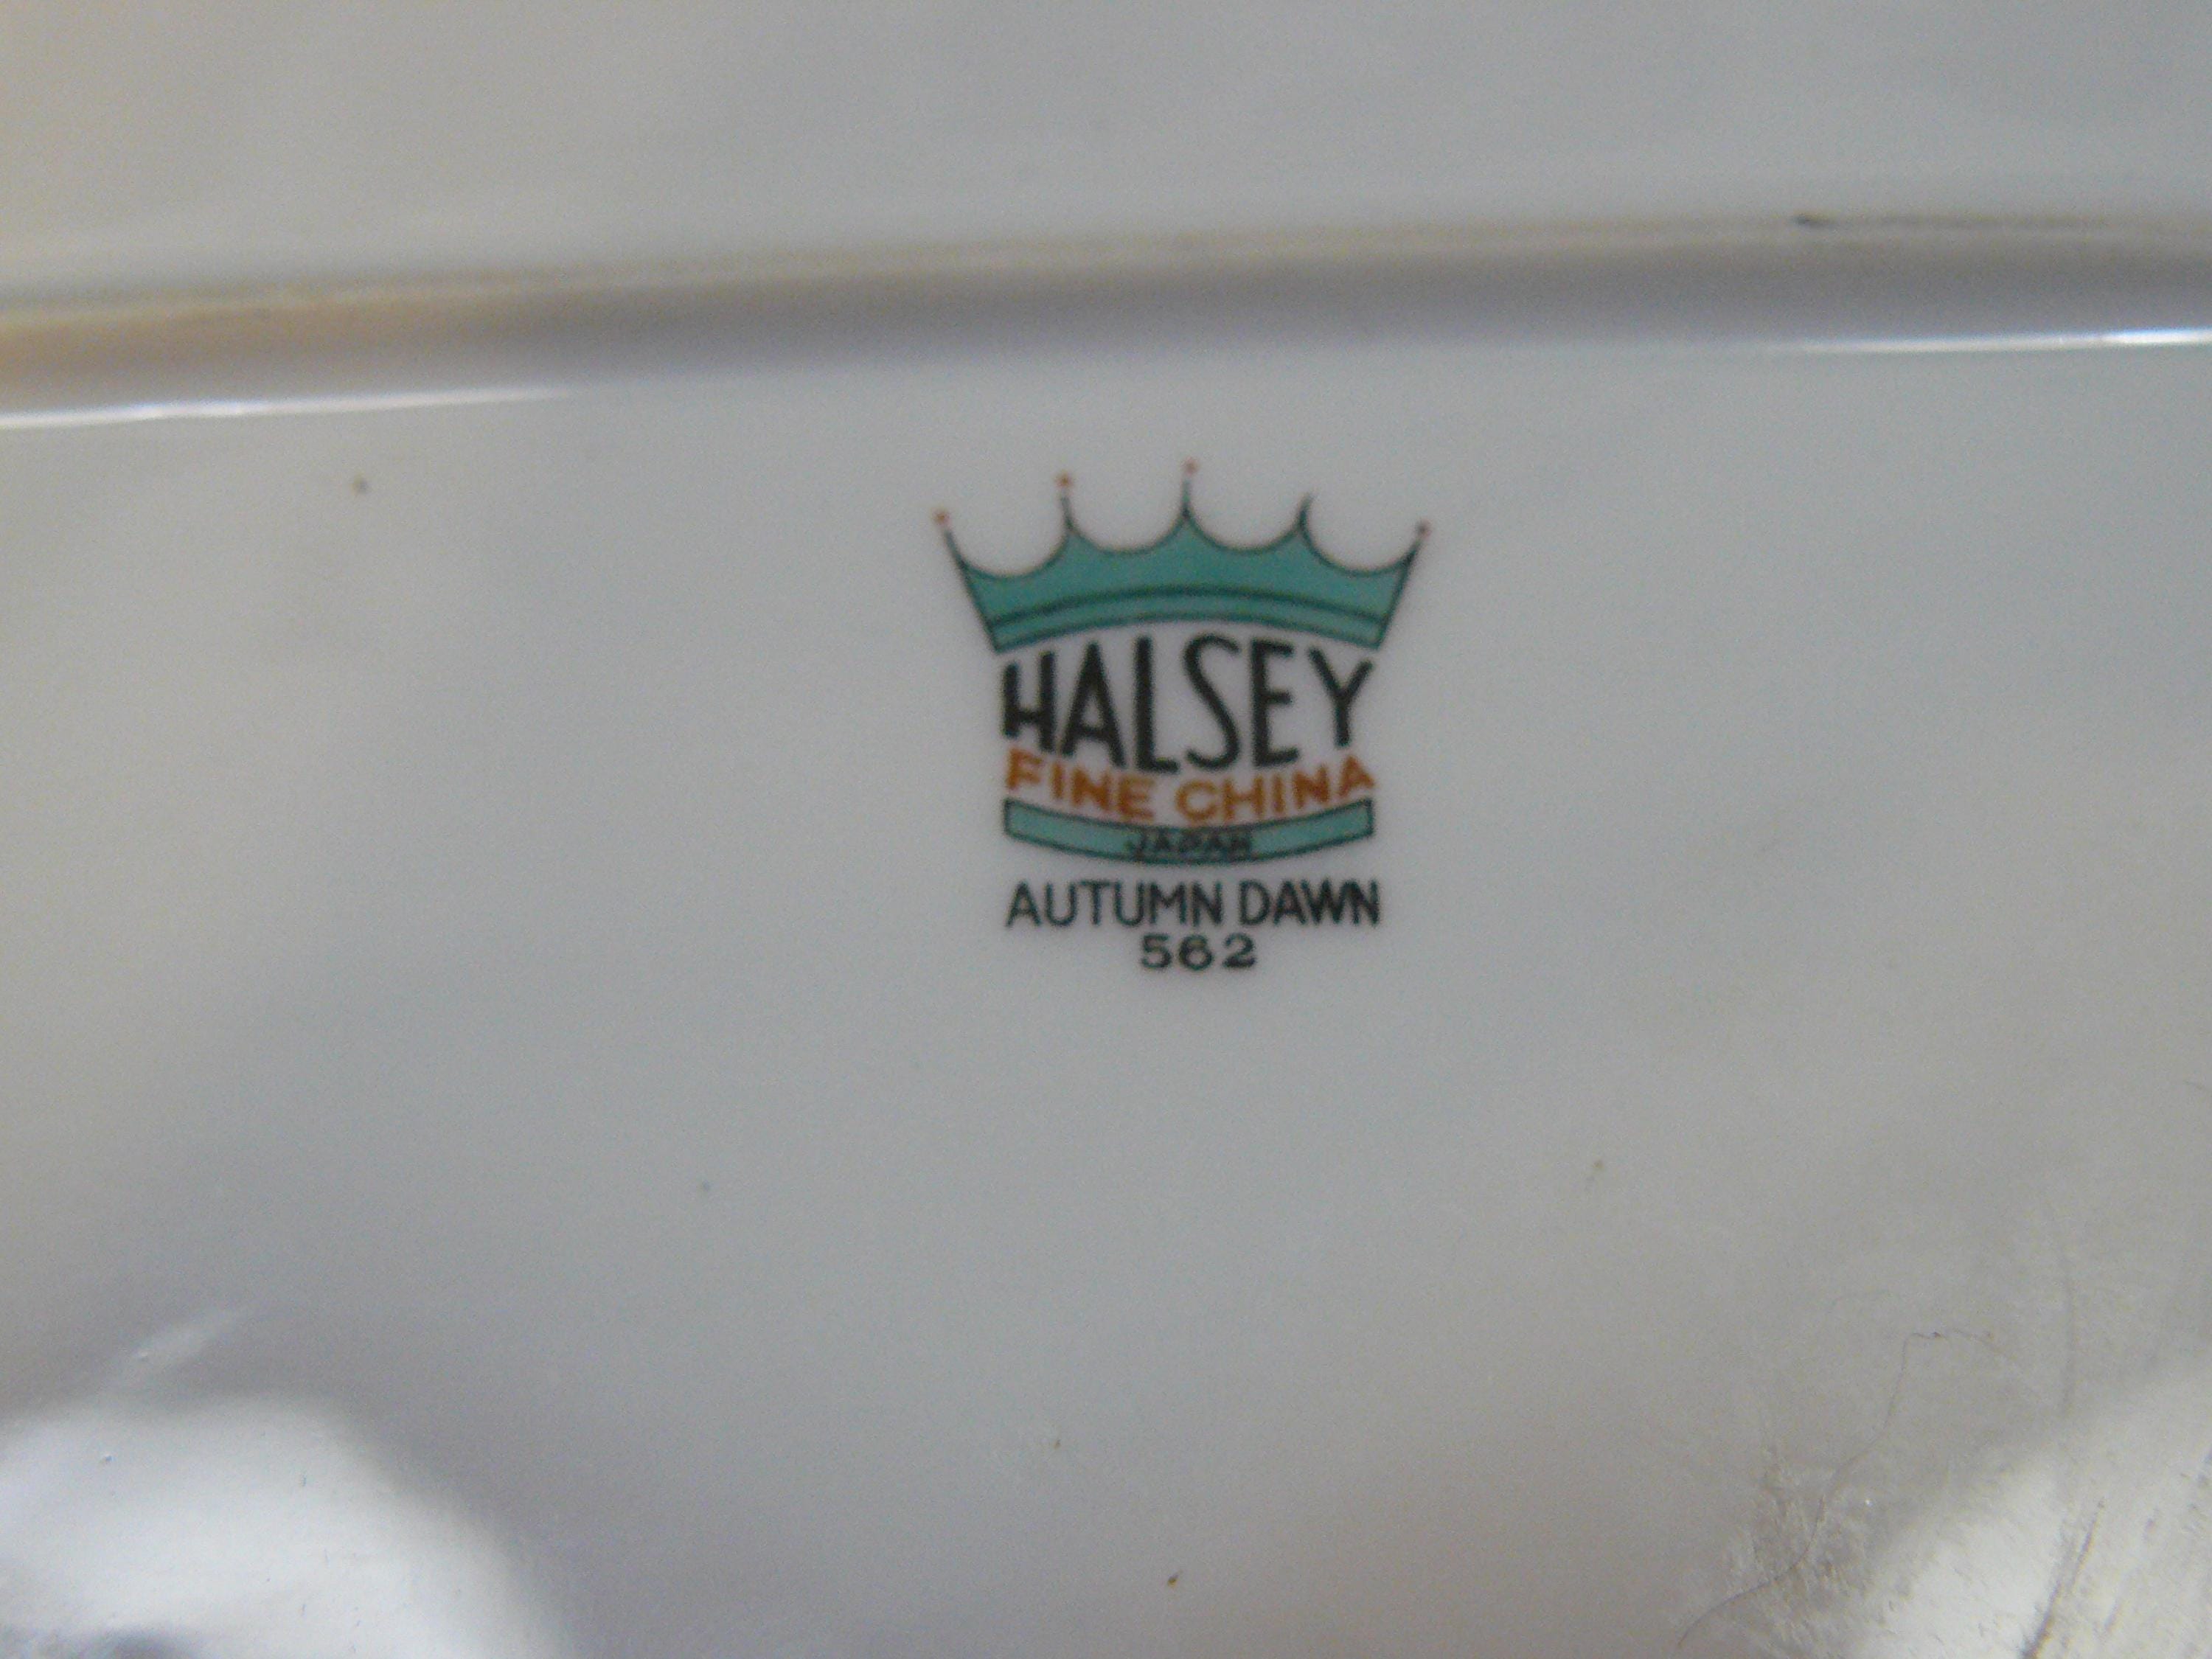 HALSEY
FINE CHINA
JAPAN
AUTUMN DAWN
562